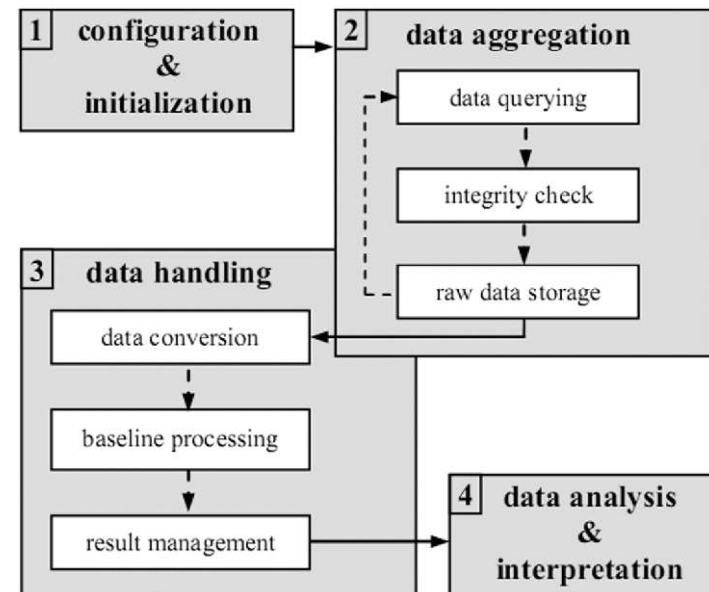 1
configuration
&
initialization
2
data aggregation
data querying
integrity check
raw data storage
3
data handling
data conversion
baseline processing
result management
4
data analysis
&
interpretation